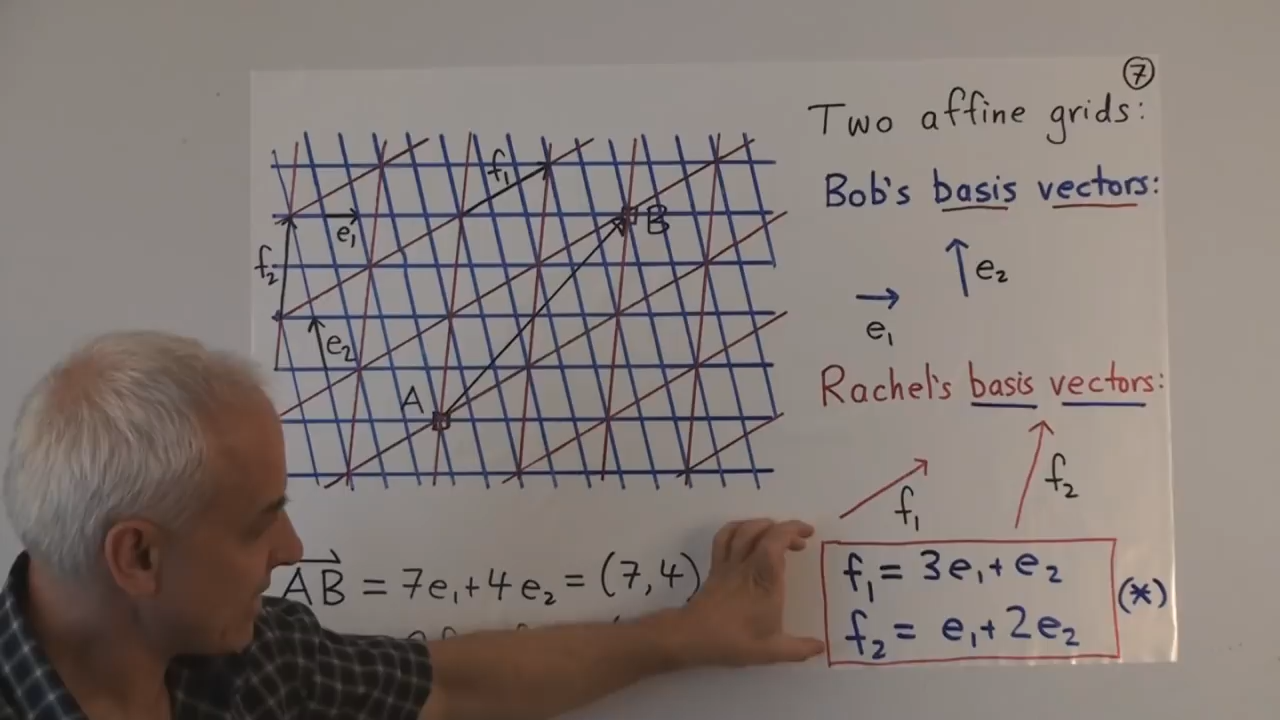 ⑦
Two affine grids:
Bob's basis vectors:
e₂
e₁
Rachel's basis vectors:
f₁
f₂
f₁ = 3e₁ + e₂
f₂ = e₁ + 2e₂
(*)
f₁
e₁
B
f₂
e₂
A
AB = 7e₁ + 4e₂ = (7,4)